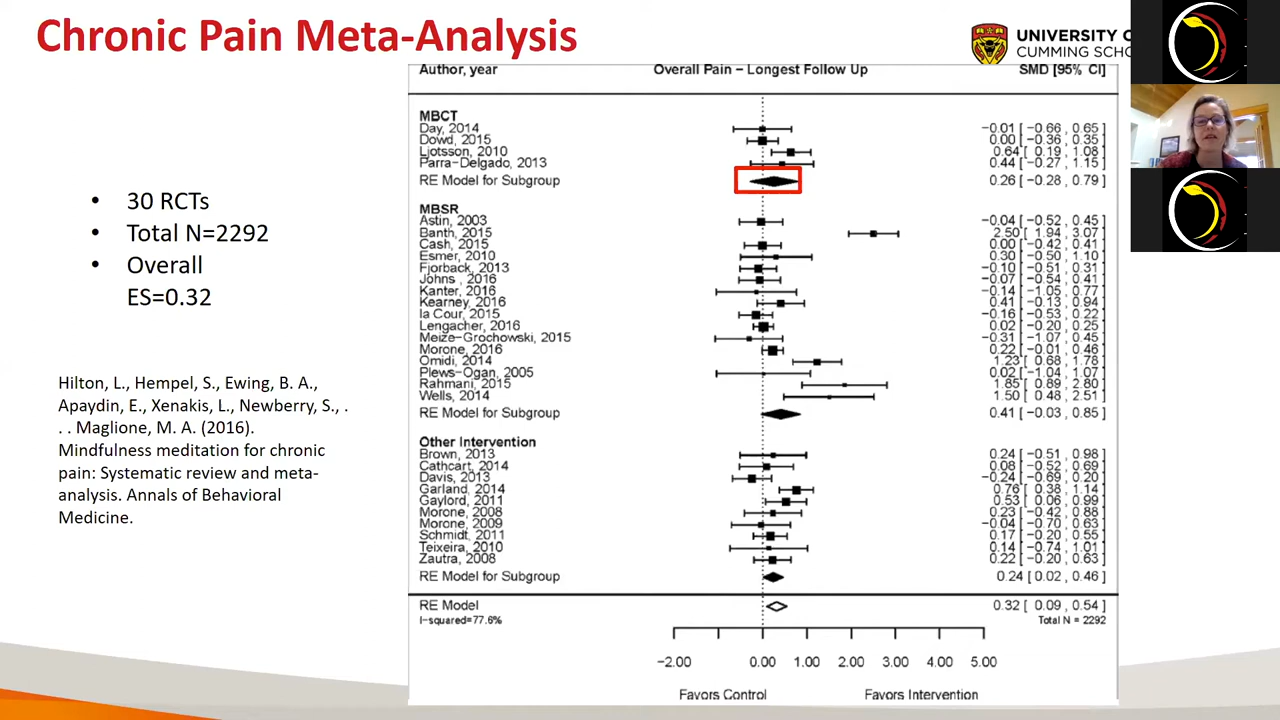 Chronic Pain Meta-Analysis
UNIVERSITY O
CUMMING SCHO
• 30 RCTs
• Total N=2292
• Overall
ES=0.32
Hilton, L., Hempel, S., Ewing, B. A.,
Apaydin, E., Xenakis, L., Newberry, S., .
. . Maglione, M. A. (2016).
Mindfulness meditation for chronic
pain: Systematic review and meta-
analysis. Annals of Behavioral
Medicine.
Author, year Overall Pain – Longest Follow Up SMD [95% CI]
MBCT
Day, 2014 −0.01 [ −0.66 , 0.65 ]
Dowd, 2015 0.00 [ −0.36 , 0.35 ]
Ljotsson, 2010 0.64 [ 0.19 , 1.08 ]
Parra-Delgado, 2013 0.44 [ −0.27 , 1.15 ]
RE Model for Subgroup 0.26 [ −0.28 , 0.79 ]
MBSR
Astin, 2003 −0.04 [ −0.52 , 0.45 ]
Banth, 2015 2.50 [ 1.94 , 3.07 ]
Cash, 2015 0.00 [ −0.42 , 0.41 ]
Esmer, 2010 0.30 [ −0.50 , 1.10 ]
Fjorback, 2013 −0.10 [ −0.51 , 0.31 ]
Johns , 2016 −0.07 [ −0.54 , 0.41 ]
Kanter, 2016 −0.14 [ −1.05 , 0.77 ]
Kearney, 2016 0.41 [ −0.13 , 0.94 ]
la Cour, 2015 −0.16 [ −0.53 , 0.22 ]
Lengacher, 2016 0.02 [ −0.20 , 0.25 ]
Meize-Grochowski, 2015 −0.31 [ −1.07 , 0.45 ]
Morone, 2016 0.22 [ −0.01 , 0.46 ]
Omidi, 2014 1.23 [ 0.68 , 1.78 ]
Plews-Ogan, 2005 0.02 [ −1.04 , 1.07 ]
Rahmani, 2015 1.85 [ 0.89 , 2.80 ]
Wells, 2014 1.50 [ 0.48 , 2.51 ]
RE Model for Subgroup 0.41 [ −0.03 , 0.85 ]
Other Intervention
Brown, 2013 0.24 [ −0.51 , 0.98 ]
Cathcart, 2014 0.08 [ −0.52 , 0.69 ]
Davis, 2013 −0.24 [ −0.69 , 0.20 ]
Garland, 2014 0.76 [ 0.38 , 1.14 ]
Gaylord, 2011 0.53 [ 0.06 , 0.99 ]
Morone, 2008 0.23 [ −0.42 , 0.88 ]
Morone, 2009 −0.04 [ −0.70 , 0.63 ]
Schmidt, 2011 0.17 [ −0.20 , 0.55 ]
Teixeira, 2010 0.14 [ −0.74 , 1.01 ]
Zautra, 2008 0.22 [ −0.20 , 0.63 ]
RE Model for Subgroup 0.24 [ 0.02 , 0.46 ]
RE Model 0.32 [ 0.09 , 0.54 ]
I-squared=77.6% Total N = 2292
−2.00 0.00 1.00 2.00 3.00 4.00 5.00
Favors Control Favors Intervention